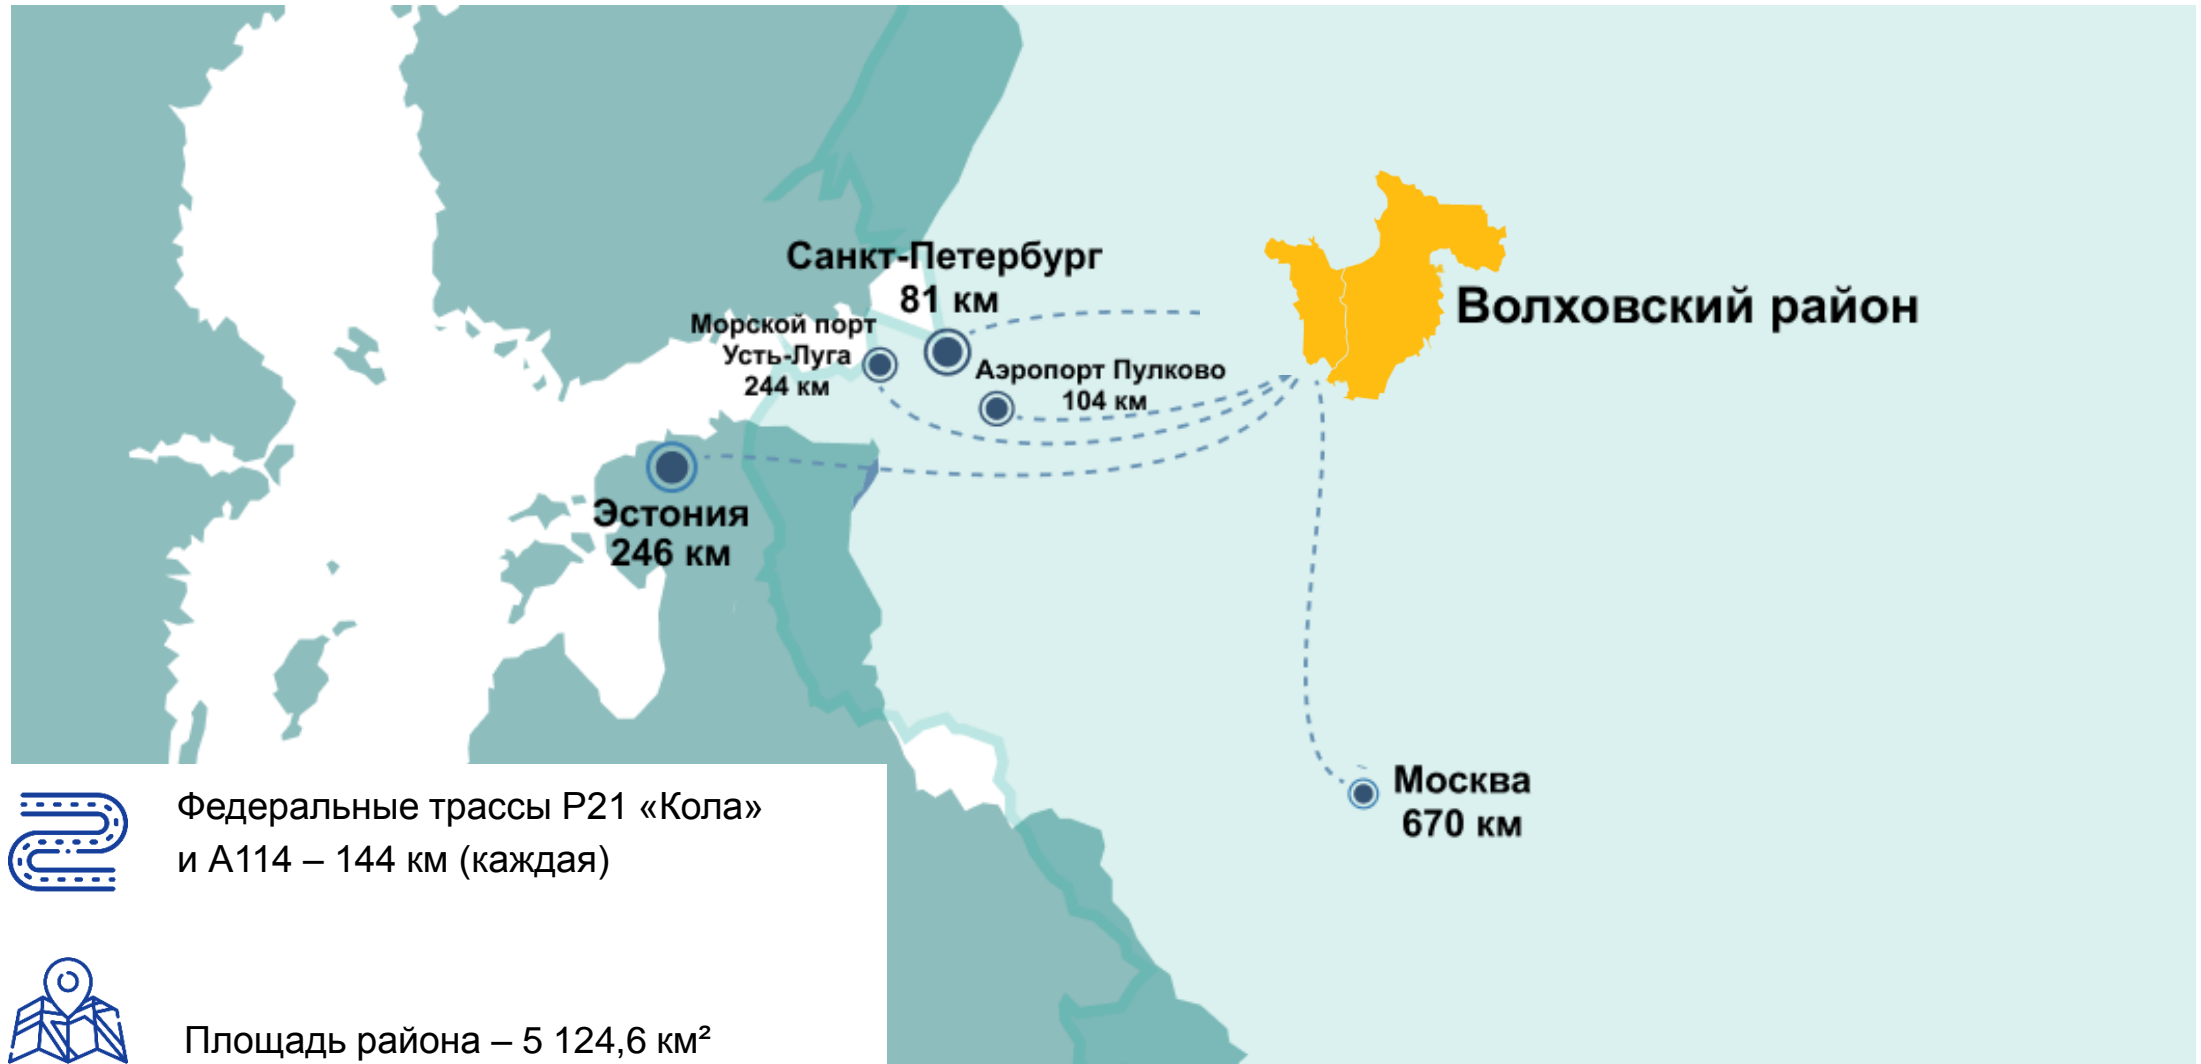 Санкт-Петербург
81 км
Морской порт
Усть-Луга
244 км
Аэропорт Пулково
104 км
Волховский район
Эстония
246 км
Москва
670 км
Федеральные трассы Р21 «Кола»
и А114 – 144 км (каждая)
Площадь района – 5 124,6 км²